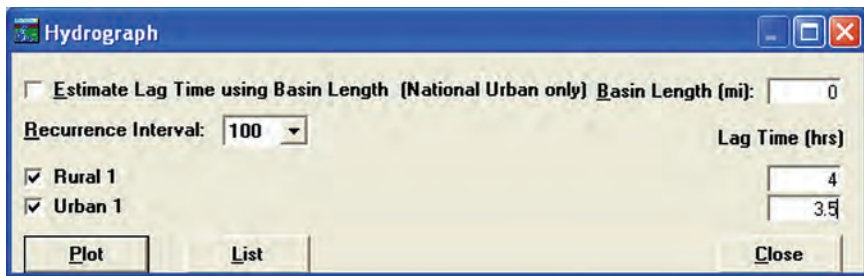 Hydrograph
Estimate Lag Time using Basin Length (National Urban only) Basin Length (mi): 0
Recurrence Interval: 100
Lag Time (hrs)
Rural 1 4
Urban 1 3.5
Plot List Close